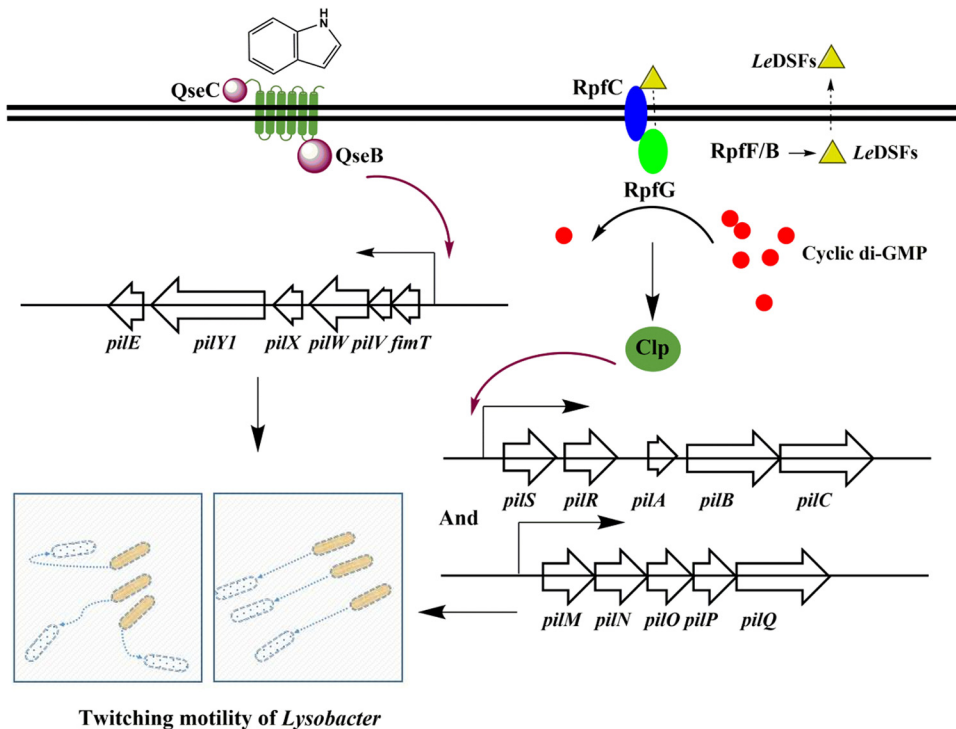 H
N
QseC
QseB
RpfC
RpfG
LeDSFs
RpfF/B
LeDSFs
Cyclic di-GMP
pilE pilY1 pilX pilW pilV fimT
Clp
pilS pilR pilA pilB pilC
And
pilM pilN pilO pilP pilQ
Twitching motility of Lysobacter